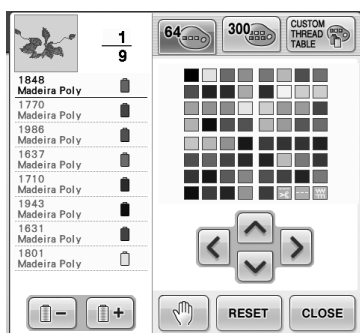 1
9
64
300
CUSTOM
THREAD
TABLE
1848
Madeira Poly
1770
Madeira Poly
1986
Madeira Poly
1637
Madeira Poly
1710
Madeira Poly
1943
Madeira Poly
1631
Madeira Poly
1801
Madeira Poly
RESET
CLOSE